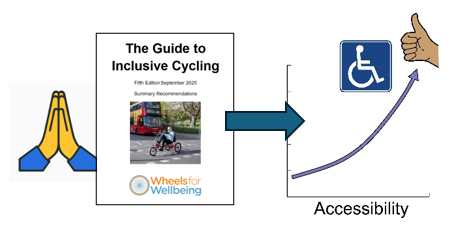 The Guide to
Inclusive Cycling
Fifth Edition September 2025
Summary Recommendations
Wheels for
Wellbeing
Accessibility